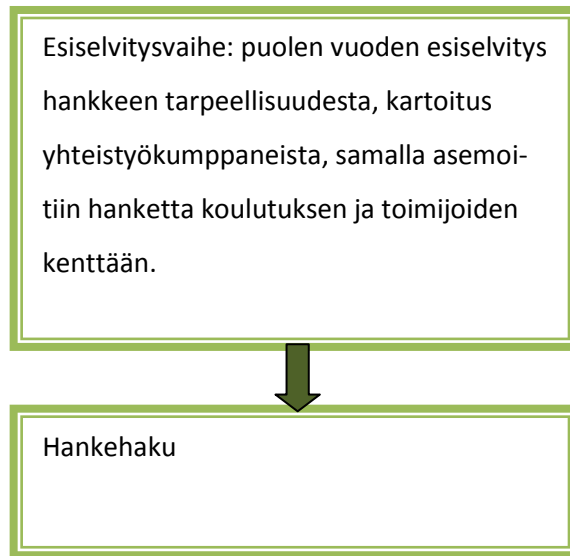 Esiselvitysvaihe: puolen vuoden esiselvitys
hankkeen tarpeellisuudesta, kartoitus
yhteistyökumppaneista, samalla asemoi-
tiin hanketta koulutuksen ja toimijoiden
kenttään.
Hankehaku